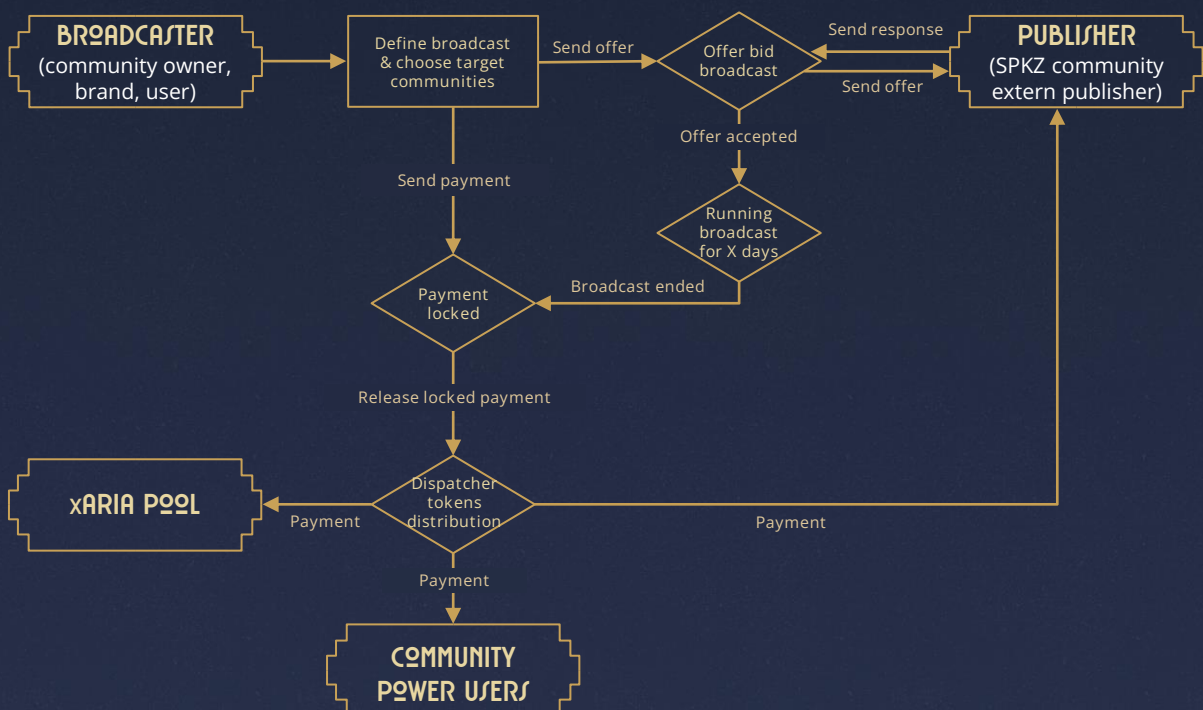 BROADCASTER
(community owner,
brand, user)
Define broadcast
& choose target
communities
Send offer
Offer bid
broadcast
Send response
Send offer
PUBLISHER
(SPKZ community
extern publisher)
Offer accepted
Send payment
Running
broadcast
for X days
Broadcast ended
Payment
locked
Release locked payment
xARIA POOL
Payment
Dispatcher
tokens
distribution
Payment
Payment
COMMUNITY
POWER USERS